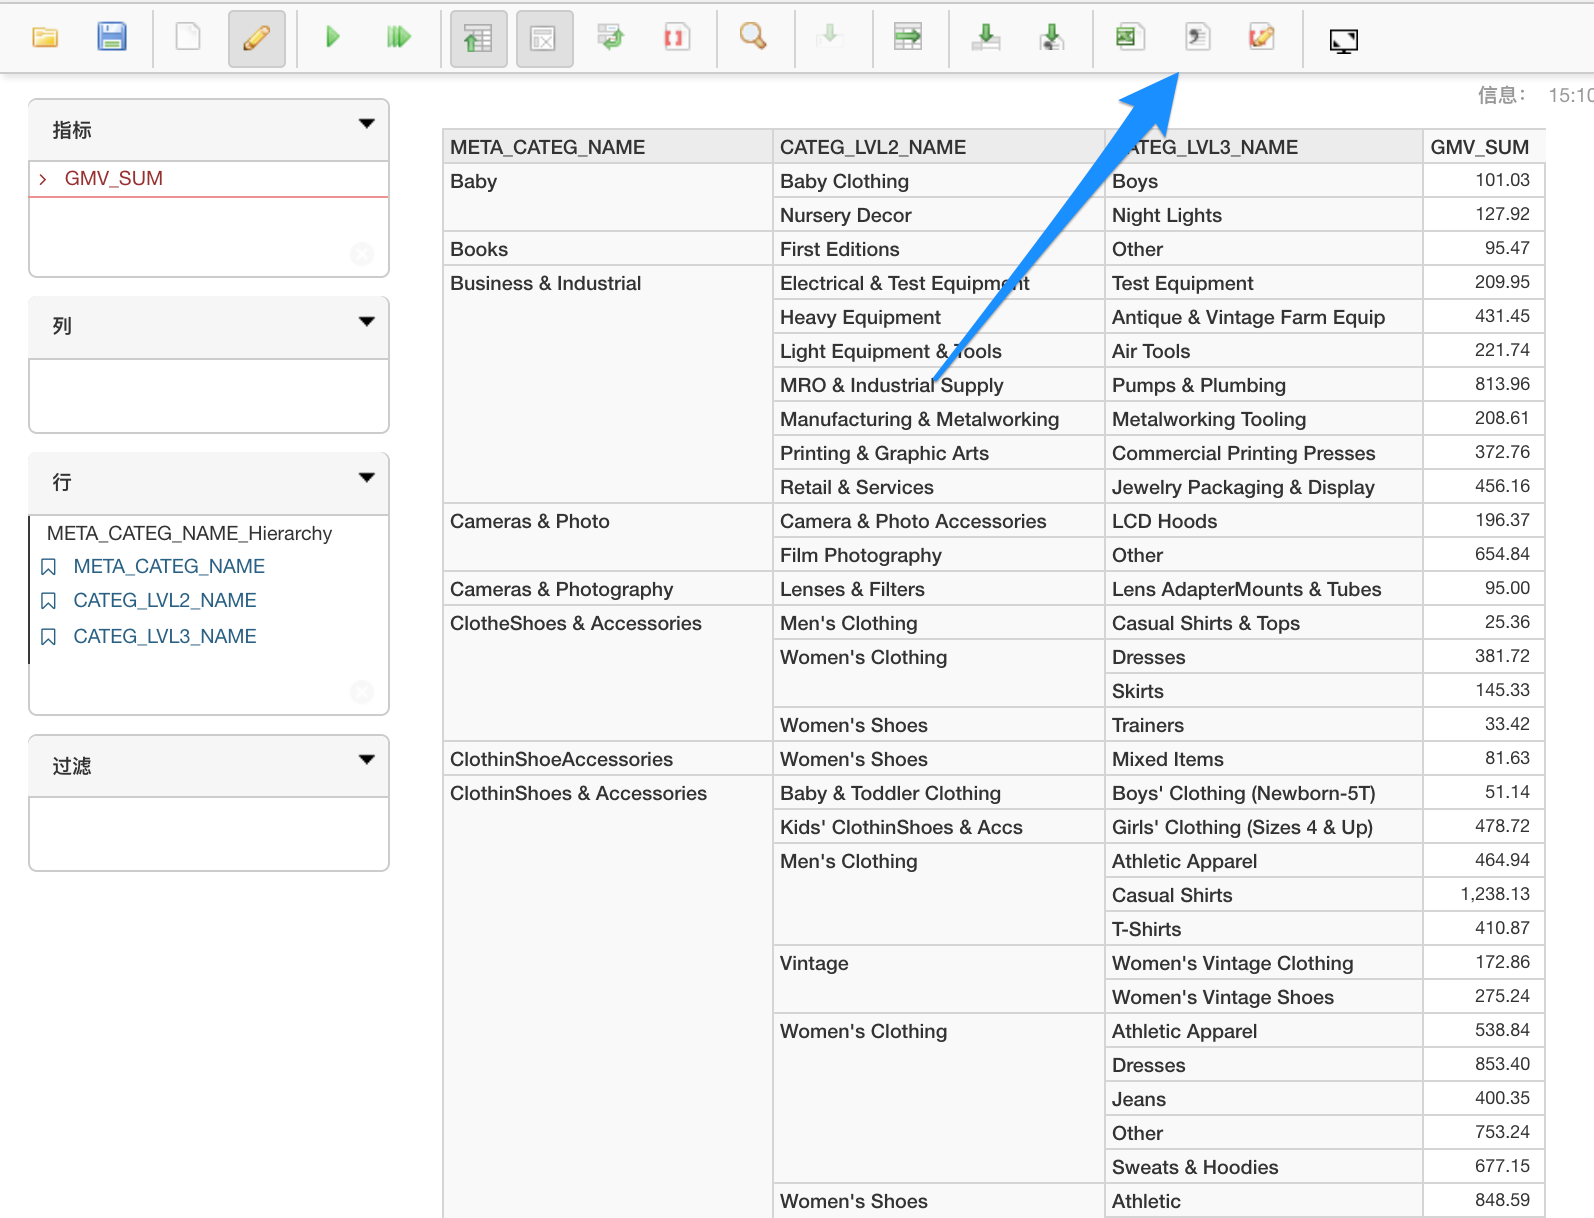 信息： 15:10
指标
GMV_SUM
列
行
META_CATEG_NAME_Hierarchy
META_CATEG_NAME
CATEG_LVL2_NAME
CATEG_LVL3_NAME
过滤
META_CATEG_NAME CATEG_LVL2_NAME ATEG_LVL3_NAME GMV_SUM
Baby Baby Clothing Boys 101.03
Nursery Decor Night Lights 127.92
Books First Editions Other 95.47
Business & Industrial Electrical & Test Equipment Test Equipment 209.95
Heavy Equipment Antique & Vintage Farm Equip 431.45
Light Equipment & Tools Air Tools 221.74
MRO & Industrial Supply Pumps & Plumbing 813.96
Manufacturing & Metalworking Metalworking Tooling 208.61
Printing & Graphic Arts Commercial Printing Presses 372.76
Retail & Services Jewelry Packaging & Display 456.16
Cameras & Photo Camera & Photo Accessories LCD Hoods 196.37
Film Photography Other 654.84
Cameras & Photography Lenses & Filters Lens AdapterMounts & Tubes 95.00
ClotheShoes & Accessories Men's Clothing Casual Shirts & Tops 25.36
Women's Clothing Dresses 381.72
Skirts 145.33
Women's Shoes Trainers 33.42
ClothinShoeAccessories Women's Shoes Mixed Items 81.63
ClothinShoes & Accessories Baby & Toddler Clothing Boys' Clothing (Newborn-5T) 51.14
Kids' ClothinShoes & Accs Girls' Clothing (Sizes 4 & Up) 478.72
Men's Clothing Athletic Apparel 464.94
Casual Shirts 1,238.13
T-Shirts 410.87
Vintage Women's Vintage Clothing 172.86
Women's Vintage Shoes 275.24
Women's Clothing Athletic Apparel 538.84
Dresses 853.40
Jeans 400.35
Other 753.24
Sweats & Hoodies 677.15
Women's Shoes Athletic 848.59